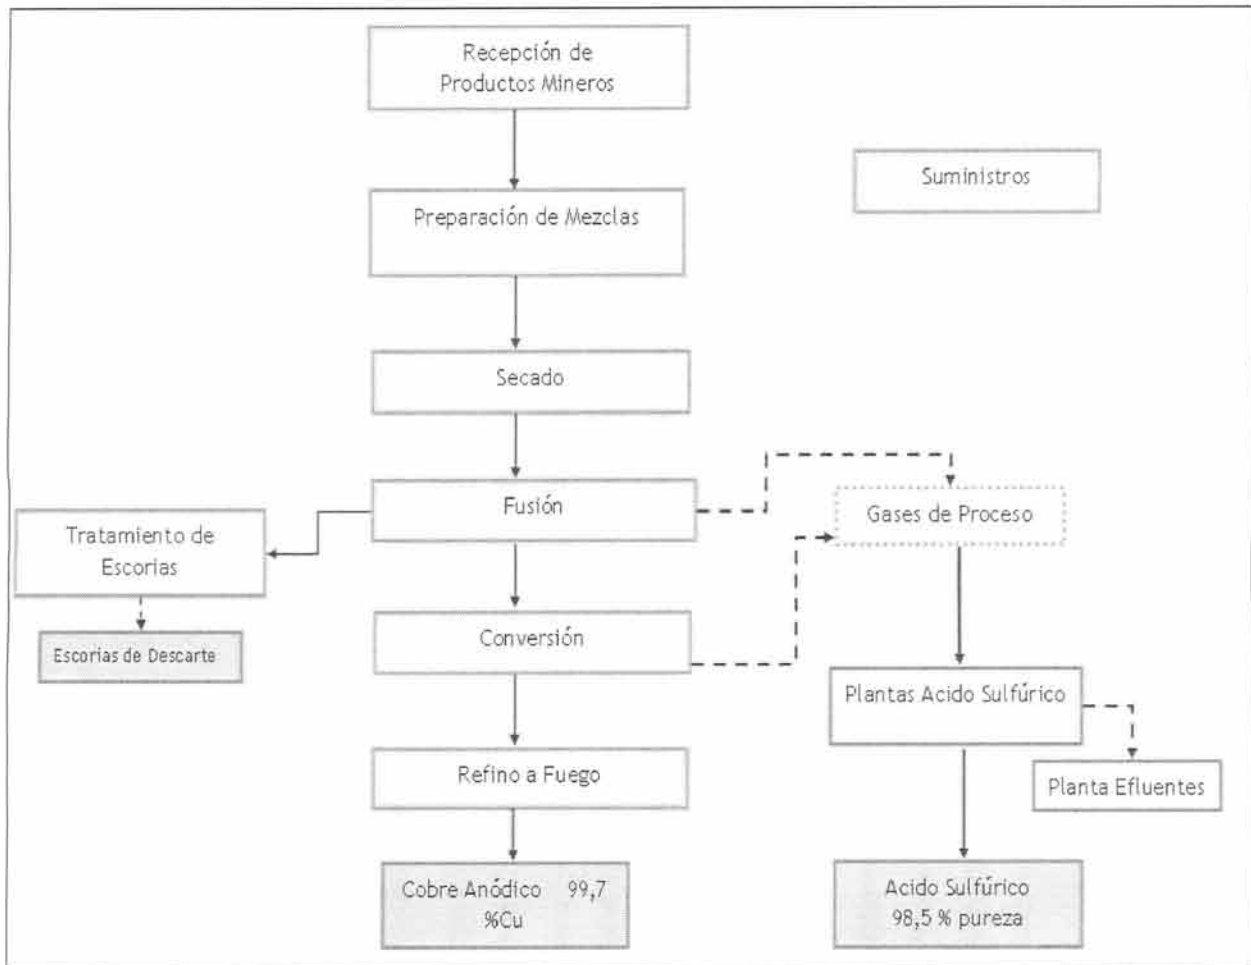 Recepción de
Productos Mineros
Suministros
Preparación de Mezclas
Secado
Fusión
Gases de Proceso
Tratamiento de
Escorias
Conversión
Escorias de Descarte
Plantas Acido Sulfúrico
Refino a Fuego
Planta Efluentes
Cobre Anódico 99,7
%Cu
Acido Sulfúrico
98,5 % pureza